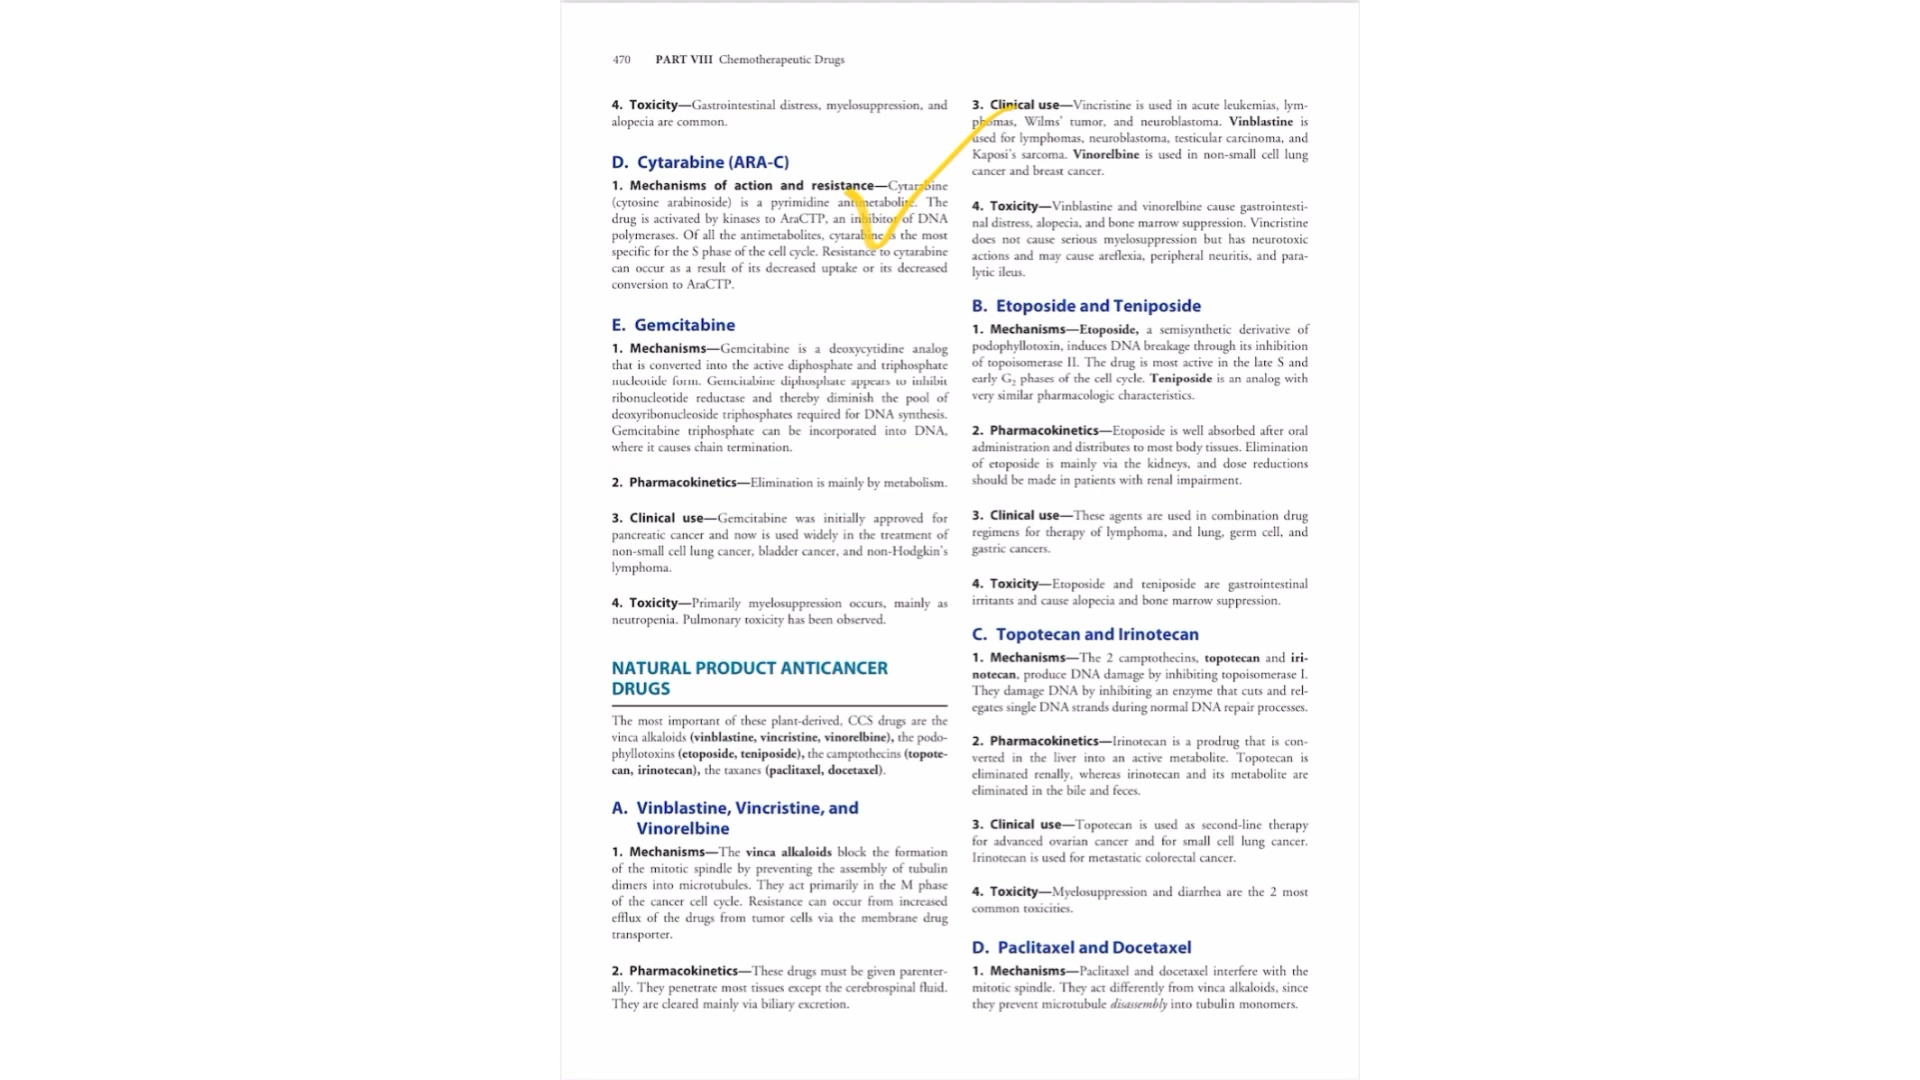 470 PART VIII Chemotherapeutic Drugs
4. Toxicity—Gastrointestinal distress, myelosuppression, and
alopecia are common.
D. Cytarabine (ARA-C)
1. Mechanisms of action and resistance—Cytarabine
(cytosine arabinoside) is a pyrimidine antimetabolite. The
drug is activated by kinases to AraCTP, an inhibitor of DNA
polymerases. Of all the antimetabolites, cytarabine is the most
specific for the S phase of the cell cycle. Resistance to cytarabine
can occur as a result of its decreased uptake or its decreased
conversion to AraCTP.
E. Gemcitabine
1. Mechanisms—Gemcitabine is a deoxycytidine analog
that is converted into the active diphosphate and triphosphate
nucleotide form. Gemcitabine diphosphate appears to inhibit
ribonucleotide reductase and thereby diminish the pool of
deoxyribonucleoside triphosphates required for DNA synthesis.
Gemcitabine triphosphate can be incorporated into DNA,
where it causes chain termination.
2. Pharmacokinetics—Elimination is mainly by metabolism.
3. Clinical use—Gemcitabine was initially approved for
pancreatic cancer and now is used widely in the treatment of
non-small cell lung cancer, bladder cancer, and non-Hodgkin's
lymphoma.
4. Toxicity—Primarily myelosuppression occurs, mainly as
neutropenia. Pulmonary toxicity has been observed.
NATURAL PRODUCT ANTICANCER
DRUGS
The most important of these plant-derived, CCS drugs are the
vinca alkaloids (vinblastine, vincristine, vinorelbine), the podo-
phyllotoxins (etoposide, teniposide), the camptothecins (topote-
can, irinotecan), the taxanes (paclitaxel, docetaxel).
A. Vinblastine, Vincristine, and
Vinorelbine
1. Mechanisms—The vinca alkaloids block the formation
of the mitotic spindle by preventing the assembly of tubulin
dimers into microtubules. They act primarily in the M phase
of the cancer cell cycle. Resistance can occur from increased
efflux of the drugs from tumor cells via the membrane drug
transporter.
2. Pharmacokinetics—These drugs must be given parenter-
ally. They penetrate most tissues except the cerebrospinal fluid.
They are cleared mainly via biliary excretion.
3. Clinical use—Vincristine is used in acute leukemias, lym-
phomas, Wilms' tumor, and neuroblastoma. Vinblastine is
used for lymphomas, neuroblastoma, testicular carcinoma, and
Kaposi's sarcoma. Vinorelbine is used in non-small cell lung
cancer and breast cancer.
4. Toxicity—Vinblastine and vinorelbine cause gastrointesti-
nal distress, alopecia, and bone marrow suppression. Vincristine
does not cause serious myelosuppression but has neurotoxic
actions and may cause areflexia, peripheral neuritis, and para-
lytic ileus.
B. Etoposide and Teniposide
1. Mechanisms—Etoposide, a semisynthetic derivative of
podophyllotoxin, induces DNA breakage through its inhibition
of topoisomerase II. The drug is most active in the late S and
early G₂ phases of the cell cycle. Teniposide is an analog with
very similar pharmacologic characteristics.
2. Pharmacokinetics—Etoposide is well absorbed after oral
administration and distributes to most body tissues. Elimination
of etoposide is mainly via the kidneys, and dose reductions
should be made in patients with renal impairment.
3. Clinical use—These agents are used in combination drug
regimens for therapy of lymphoma, and lung, germ cell, and
gastric cancers.
4. Toxicity—Etoposide and teniposide are gastrointestinal
irritants and cause alopecia and bone marrow suppression.
C. Topotecan and Irinotecan
1. Mechanisms—The 2 camptothecins, topotecan and iri-
notecan, produce DNA damage by inhibiting topoisomerase I.
They damage DNA by inhibiting an enzyme that cuts and rel-
egates single DNA strands during normal DNA repair processes.
2. Pharmacokinetics—Irinotecan is a prodrug that is con-
verted in the liver into an active metabolite. Topotecan is
eliminated renally, whereas irinotecan and its metabolite are
eliminated in the bile and feces.
3. Clinical use—Topotecan is used as second-line therapy
for advanced ovarian cancer and for small cell lung cancer.
Irinotecan is used for metastatic colorectal cancer.
4. Toxicity—Myelosuppression and diarrhea are the 2 most
common toxicities.
D. Paclitaxel and Docetaxel
1. Mechanisms—Paclitaxel and docetaxel interfere with the
mitotic spindle. They act differently from vinca alkaloids, since
they prevent microtubule disassembly into tubulin monomers.